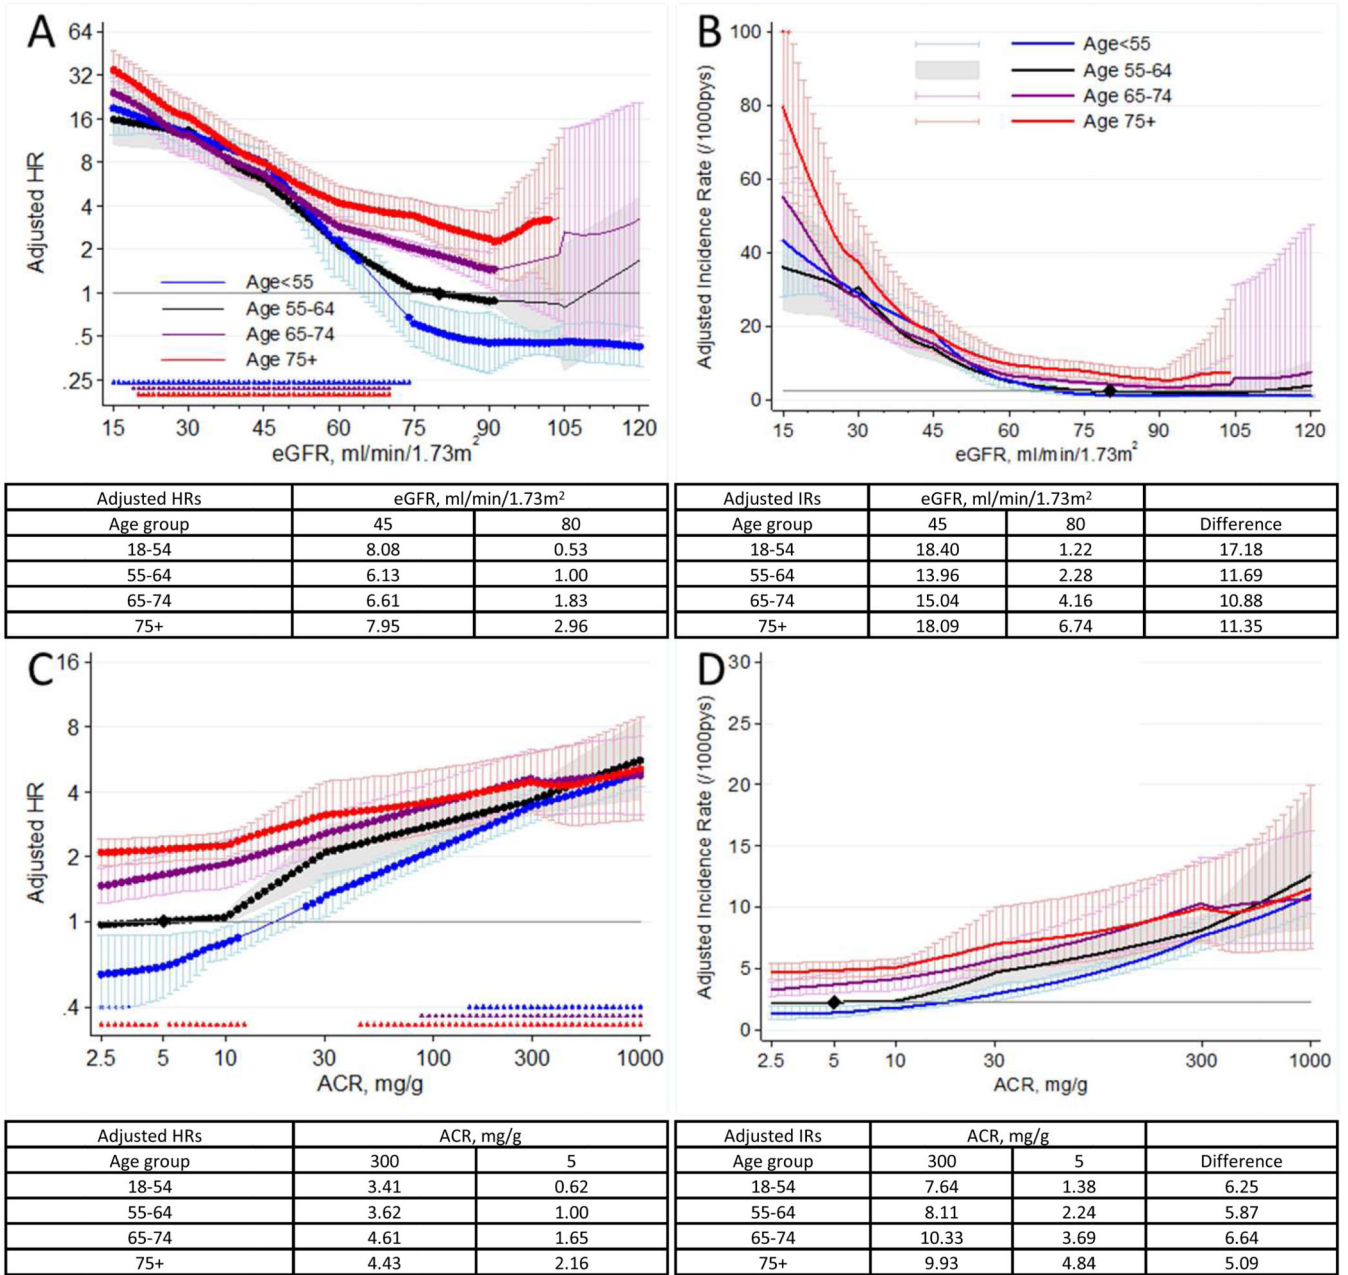 A
Adjusted HR
64
32
16
8
4
2
1
.5
.25
Age<55
Age 55-64
Age 65-74
Age 75+
15 30 45 60 75 90 105 120
eGFR, ml/min/1.73m²
B
Adjusted Incidence Rate (/1000pys)
100
80
60
40
20
0
Age<55
Age 55-64
Age 65-74
Age 75+
15 30 45 60 75 90 105 120
eGFR, ml/min/1.73m²
Adjusted HRs eGFR, ml/min/1.73m²
Age group 45 80
18-54 8.08 0.53
55-64 6.13 1.00
65-74 6.61 1.83
75+ 7.95 2.96
Adjusted IRs eGFR, ml/min/1.73m²
Age group 45 80 Difference
18-54 18.40 1.22 17.18
55-64 13.96 2.28 11.69
65-74 15.04 4.16 10.88
75+ 18.09 6.74 11.35
C
Adjusted HR
16
8
4
2
1
.4
2.5 5 10 30 100 300 1000
ACR, mg/g
D
Adjusted Incidence Rate (/1000pys)
30
25
20
15
10
5
0
2.5 5 10 30 300 1000
ACR, mg/g
Adjusted HRs ACR, mg/g
Age group 300 5
18-54 3.41 0.62
55-64 3.62 1.00
65-74 4.61 1.65
75+ 4.43 2.16
Adjusted IRs ACR, mg/g
Age group 300 5 Difference
18-54 7.64 1.38 6.25
55-64 8.11 2.24 5.87
65-74 10.33 3.69 6.64
75+ 9.93 4.84 5.09